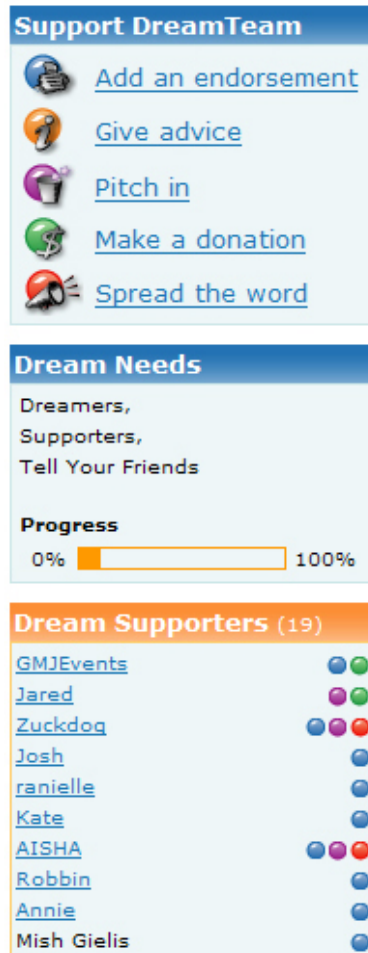 Support DreamTeam
Add an endorsement
Give advice
Pitch in
Make a donation
Spread the word
Dream Needs
Dreamers,
Supporters,
Tell Your Friends
Progress
0% 100%
Dream Supporters (19)
GMJEvents
Jared
Zuckdog
Josh
ranielle
Kate
AISHA
Robbin
Annie
Mish Gielis